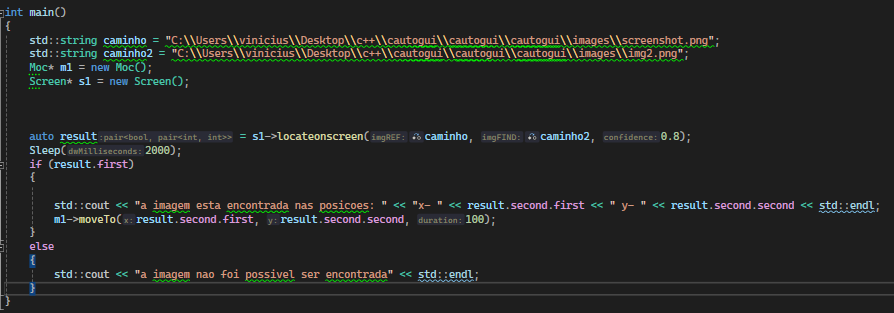 int main()
{
std::string caminho = "C:\\Users\\vinicius\\Desktop\\c++\\cautogui\\cautogui\\cautogui\\images\\screenshot.png";
std::string caminho2 = "C:\\Users\\vinicius\\Desktop\\c++\\cautogui\\cautogui\\cautogui\\images\\img2.png";
Moc* m1 = new Moc();
Screen* s1 = new Screen();
auto result :pair<bool, pair<int, int>> = s1->locateonscreen(imgREF: caminho, imgFIND: caminho2, confidence: 0.8);
Sleep(dwMilliseconds: 2000);
if (result.first)
{
std::cout << "a imagem esta encontrada nas posicoes: " << "x- " << result.second.first << " y- " << result.second.second << std::endl;
m1->moveTo(x: result.second.first, y: result.second.second, duration: 100);
}
else
{
std::cout << "a imagem nao foi possivel ser encontrada" << std::endl;
}
}